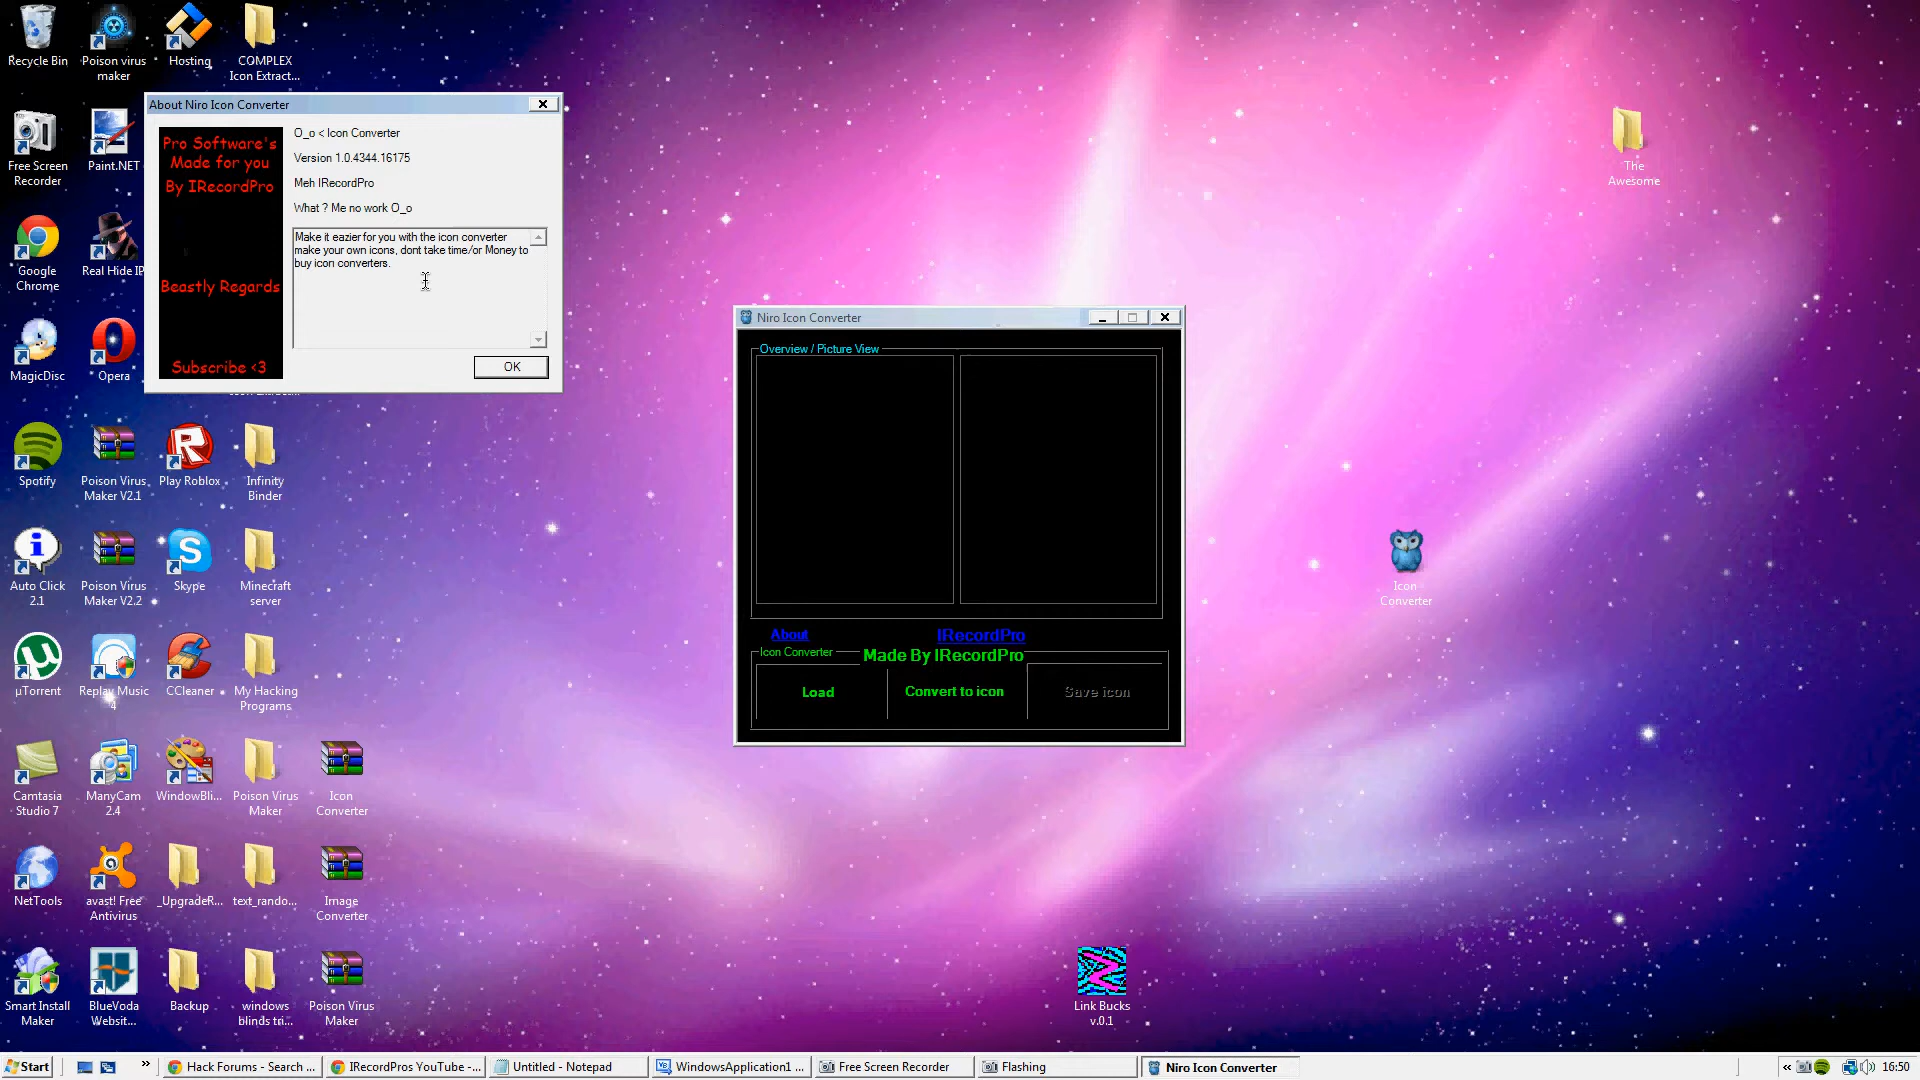 Recycle Bin
Poison virus
maker
Hosting
COMPLEX
Icon Extract...
About Niro Icon Converter
Pro Software's
Made for you
By IRecordPro
Beastly Regards
Subscribe <3
O_o < Icon Converter
Version 1.0.4344.16175
Meh IRecordPro
What ? Me no work O_o
Make it eazier for you with the icon converter
make your own icons, dont take time/or Money to
buy icon converters.
OK
Free Screen
Recorder
Paint.NET
The
Awesome
Google
Chrome
Real Hide IP
MagicDisc
Opera
Niro Icon Converter
Overview / Picture View
About
IRecordPro
Icon Converter
Made By IRecordPro
Load
Convert to icon
Save icon
Spotify
Poison Virus
Maker V2.1
Play Roblox
Infinity
Binder
Auto Click
2.1
Poison Virus
Maker V2.2
Skype
Minecraft
server
Icon
Converter
µTorrent
Replay Music
4
CCleaner
My Hacking
Programs
Camtasia
Studio 7
ManyCam
2.4
WindowBli...
Poison Virus
Maker
Icon
Converter
NetTools
avast! Free
Antivirus
_UpgradeR...
text_rando...
Image
Converter
Smart Install
Maker
BlueVoda
Websit...
Backup
windows
blinds tri...
Poison Virus
Maker
Link Bucks
v.0.1
Start
Hack Forums - Search ...
IRecordPros YouTube -...
Untitled - Notepad
WindowsApplication1 ...
Free Screen Recorder
Flashing
Niro Icon Converter
16:50